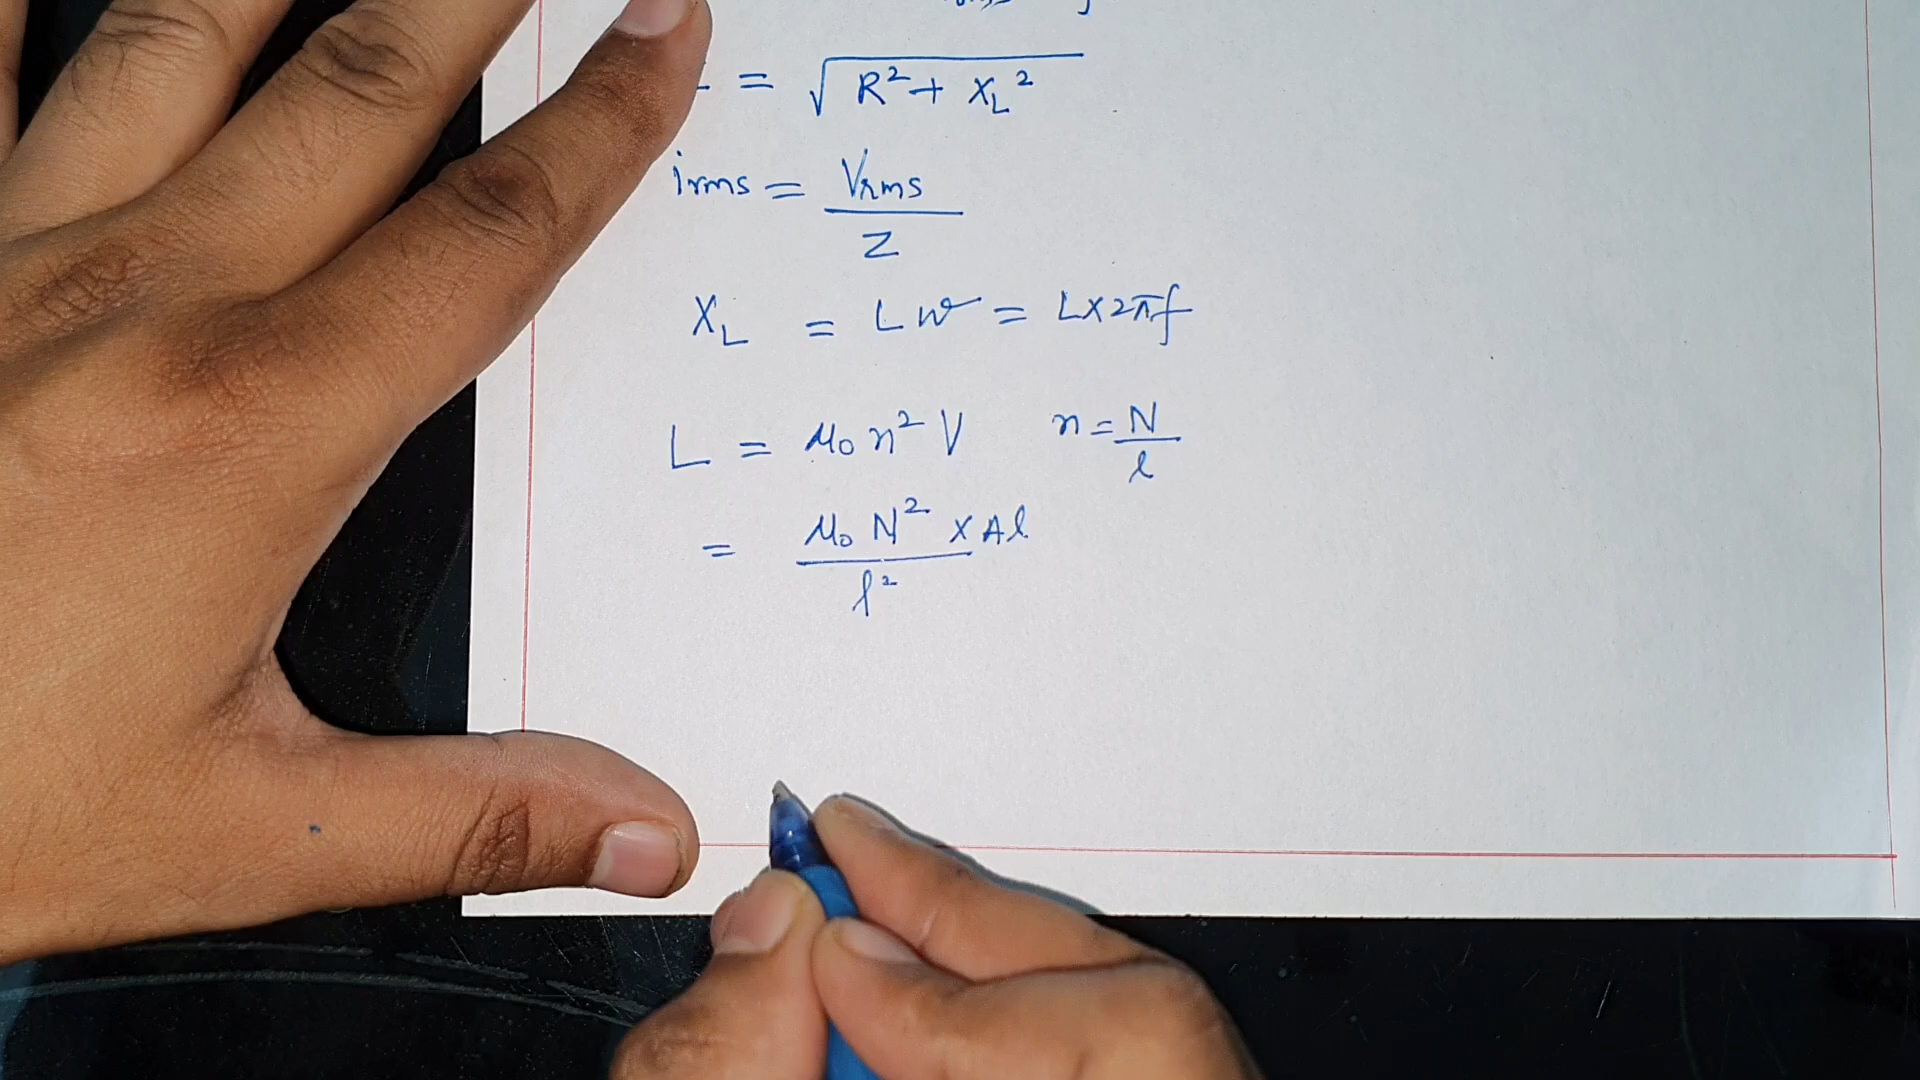 = √(R² + X_L²)
irms = Vrms / Z
X_L = Lω = L×2πf
L = μ₀ n² V n = N / l
= μ₀ N² × Al / l²